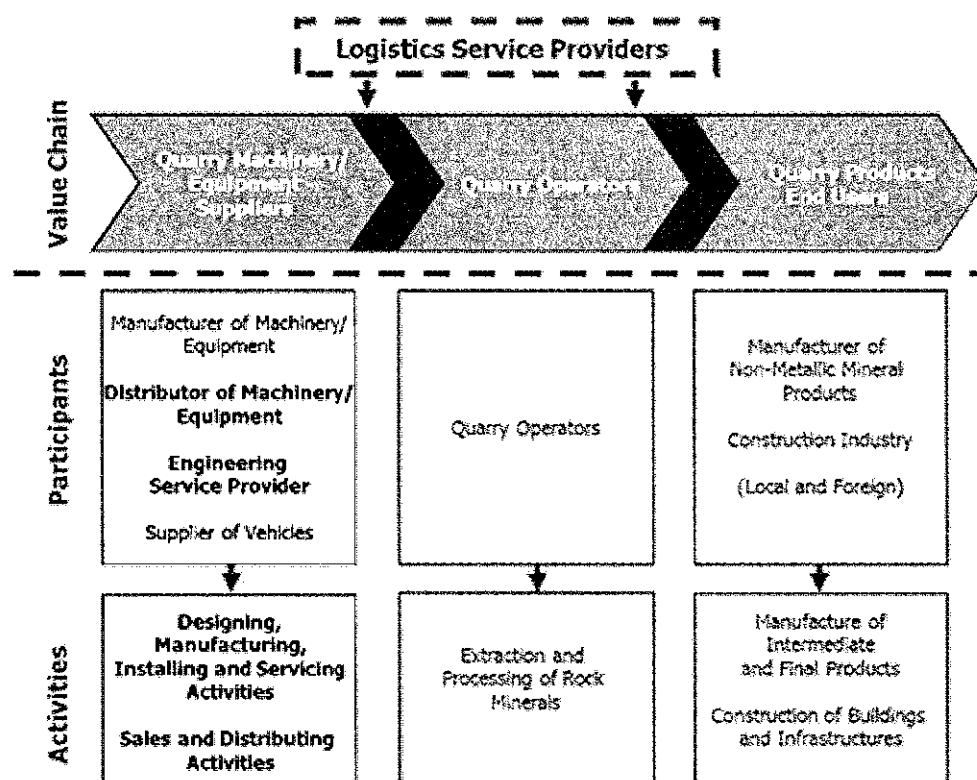 Logistics Service Providers
Value Chain
Quarry Machinery/
Equipment
Suppliers
Quarry Operators
Quarry Products
End Users
Participants
Manufacturer of Machinery/
Equipment
Distributor of Machinery/
Equipment
Engineering
Service Provider
Supplier of Vehicles
Quarry Operators
Manufacturer of
Non-Metallic Mineral
Products
Construction Industry
(Local and Foreign)
Activities
Designing,
Manufacturing,
Installing and Servicing
Activities
Sales and Distributing
Activities
Extraction and
Processing of Rock
Minerals
Manufacture of
Intermediate
and Final Products
Construction of Buildings
and Infrastructures